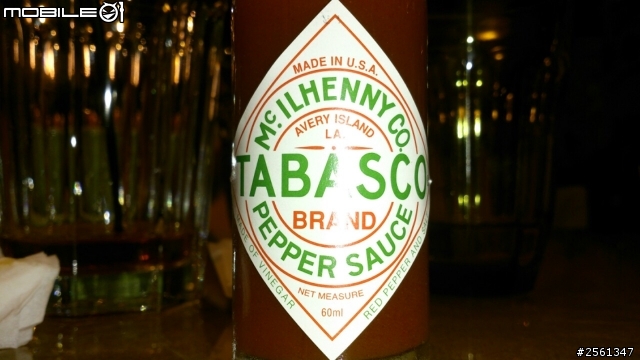 MOBILE01
MADE IN U.S.A.
McILHENNY CO.
AVERY ISLAND
LA.
TABASCO
BRAND
PEPPER SAUCE
OF VINEGAR
RED PEPPER AND
NET MEASURE
60ml
#2561347